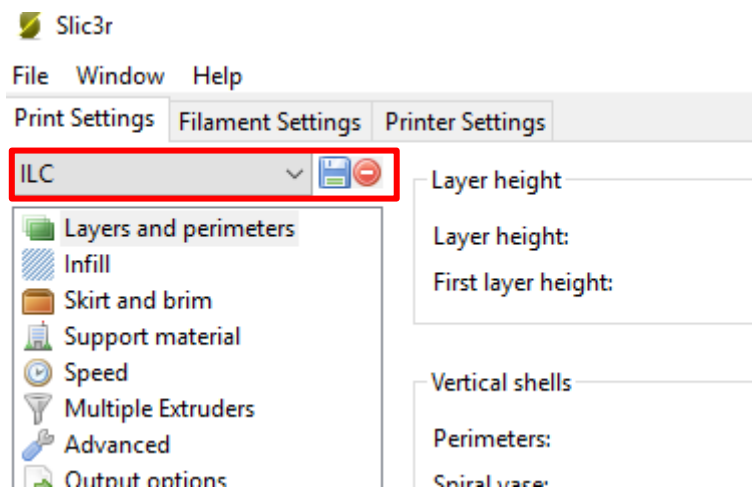 Slic3r
File Window Help
Print Settings Filament Settings Printer Settings
ILC
Layers and perimeters
Infill
Skirt and brim
Support material
Speed
Multiple Extruders
Advanced
Output options
Layer height
Layer height:
First layer height:
Vertical shells
Perimeters:
Spiral vase: